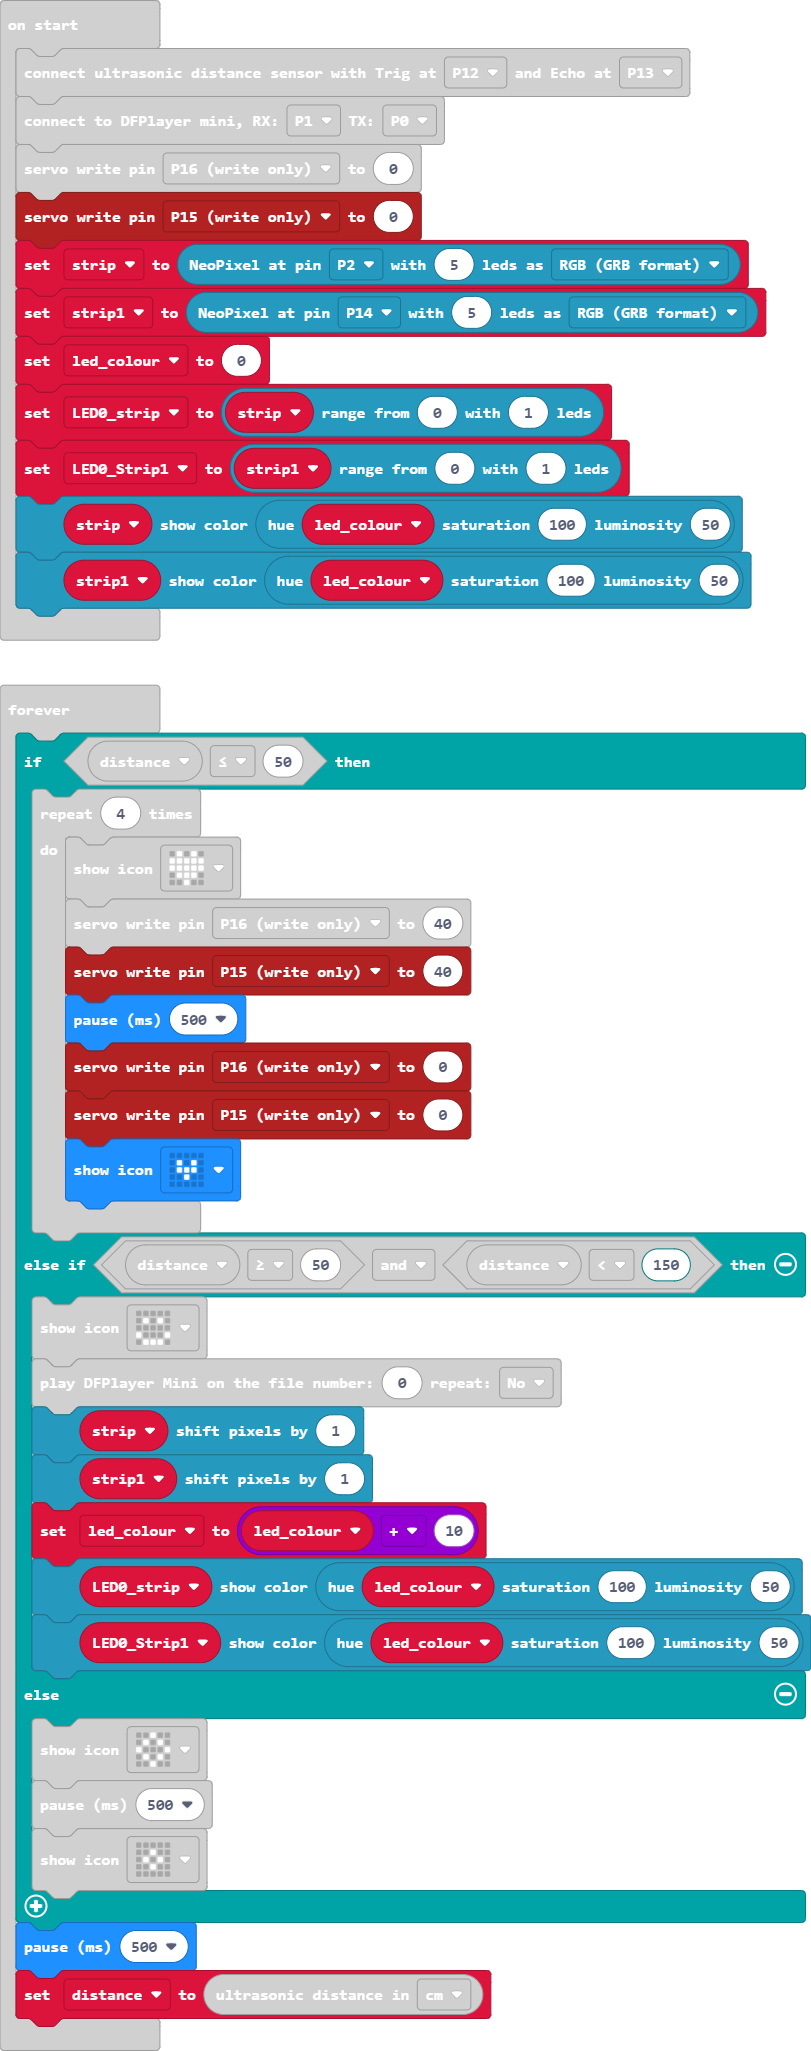 on start
connect ultrasonic distance sensor with Trig at P12 and Echo at P13
connect to DFPlayer mini, RX: P1 TX: P0
servo write pin P16 (write only) to 0
servo write pin P15 (write only) to 0
set strip to NeoPixel at pin P2 with 5 leds as RGB (GRB format)
set strip1 to NeoPixel at pin P14 with 5 leds as RGB (GRB format)
set led_colour to 0
set LED0_strip to strip range from 0 with 1 leds
set LED0_Strip1 to strip1 range from 0 with 1 leds
strip show color hue led_colour saturation 100 luminosity 50
strip1 show color hue led_colour saturation 100 luminosity 50
forever
if distance ≤ 50 then
repeat 4 times
do
show icon
servo write pin P16 (write only) to 40
servo write pin P15 (write only) to 40
pause (ms) 500
servo write pin P16 (write only) to 0
servo write pin P15 (write only) to 0
show icon
else if distance ≥ 50 and distance < 150 then
show icon
play DFPlayer Mini on the file number: 0 repeat: No
strip shift pixels by 1
strip1 shift pixels by 1
set led_colour to led_colour + 10
LED0_strip show color hue led_colour saturation 100 luminosity 50
LED0_Strip1 show color hue led_colour saturation 100 luminosity 50
else
show icon
pause (ms) 500
show icon
pause (ms) 500
set distance to ultrasonic distance in cm